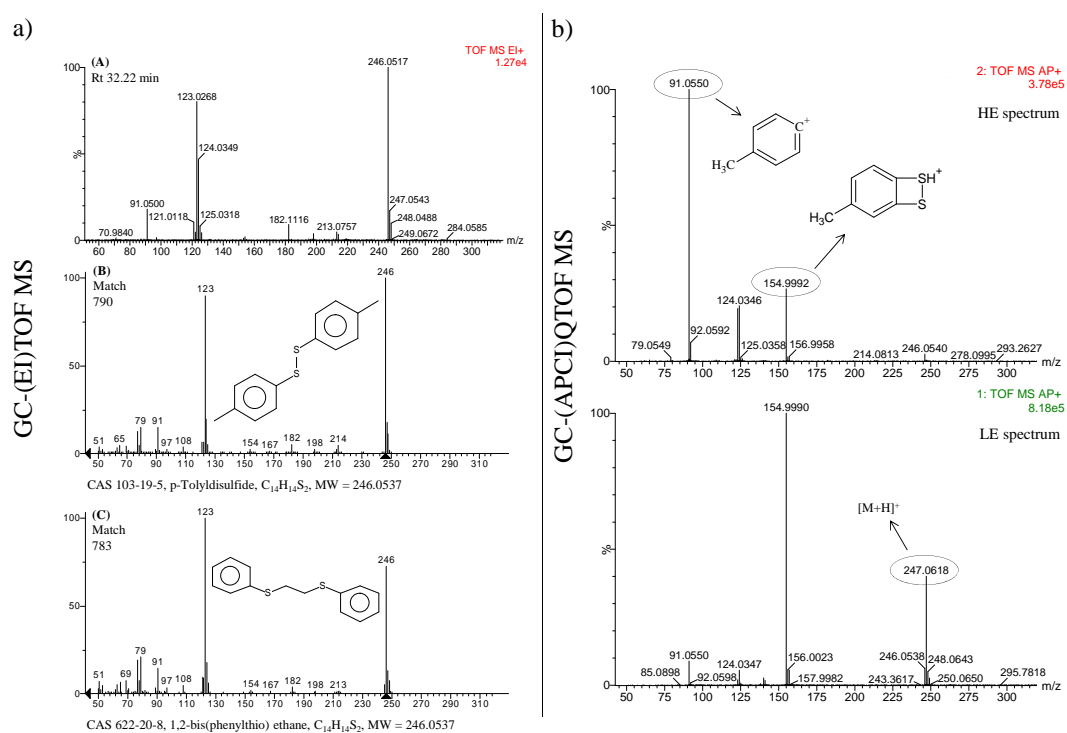 a)
GC-(EI)TOF MS
(A)
Rt 32.22 min
TOF MS EI+
1.27e4
100
%
0
246.0517
123.0268
124.0349
91.0500
121.0118
125.0318
70.9840
182.1116
213.0757
247.0543
248.0488
249.0672
284.0585
m/z
60 80 100 120 140 160 180 200 220 240 260 280 300
(B)
Match
790
100
50
0
123
246
S
S
51 65 79 91 97 108 154 167 182 198 214
50 70 90 110 130 150 170 190 210 230 250 270 290 310
CAS 103-19-5, p-Tolyldisulfide, C₁₄H₁₄S₂, MW = 246.0537
(C)
Match
783
100
50
0
123
246
S
S
51 69 79 91 97 108 154 167 182 198 213
50 70 90 110 130 150 170 190 210 230 250 270 290 310
CAS 622-20-8, 1,2-bis(phenylthio) ethane, C₁₄H₁₄S₂, MW = 246.0537
b)
GC-(APCI)QTOF MS
2: TOF MS AP+
3.78e5
HE spectrum
100
%
0
91.0550
C⁺
H₃C
SH⁺
S
H₃C
154.9992
124.0346
79.0549
92.0592
125.0358
156.9958
214.0813
246.0540
278.0995
293.2627
m/z
50 75 100 125 150 175 200 225 250 275 300
1: TOF MS AP+
8.18e5
LE spectrum
100
%
0
154.9990
[M+H]⁺
247.0618
91.0550
85.0898
92.0598
124.0347
156.0023
157.9982
246.0538
243.3617
248.0643
250.0650
295.7818
m/z
50 75 100 125 150 175 200 225 250 275 300